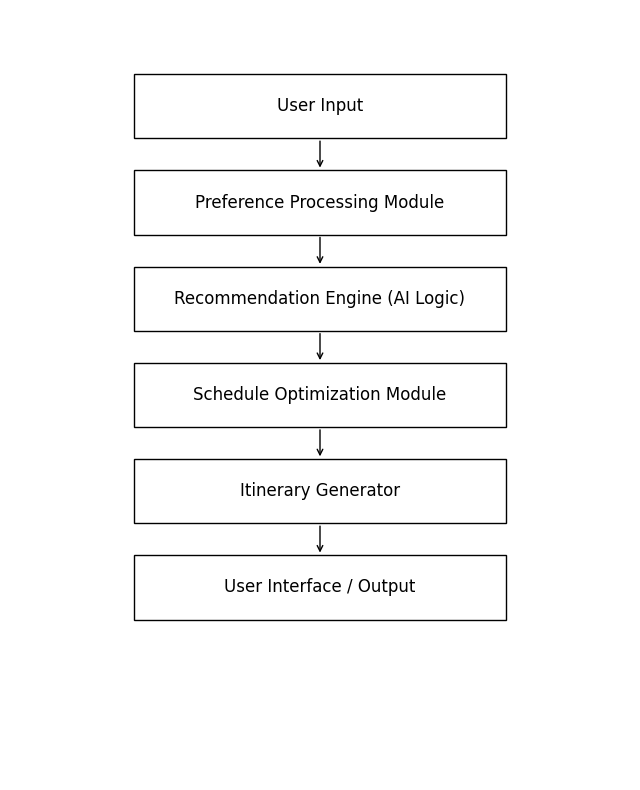 User Input
Preference Processing Module
Recommendation Engine (AI Logic)
Schedule Optimization Module
Itinerary Generator
User Interface / Output